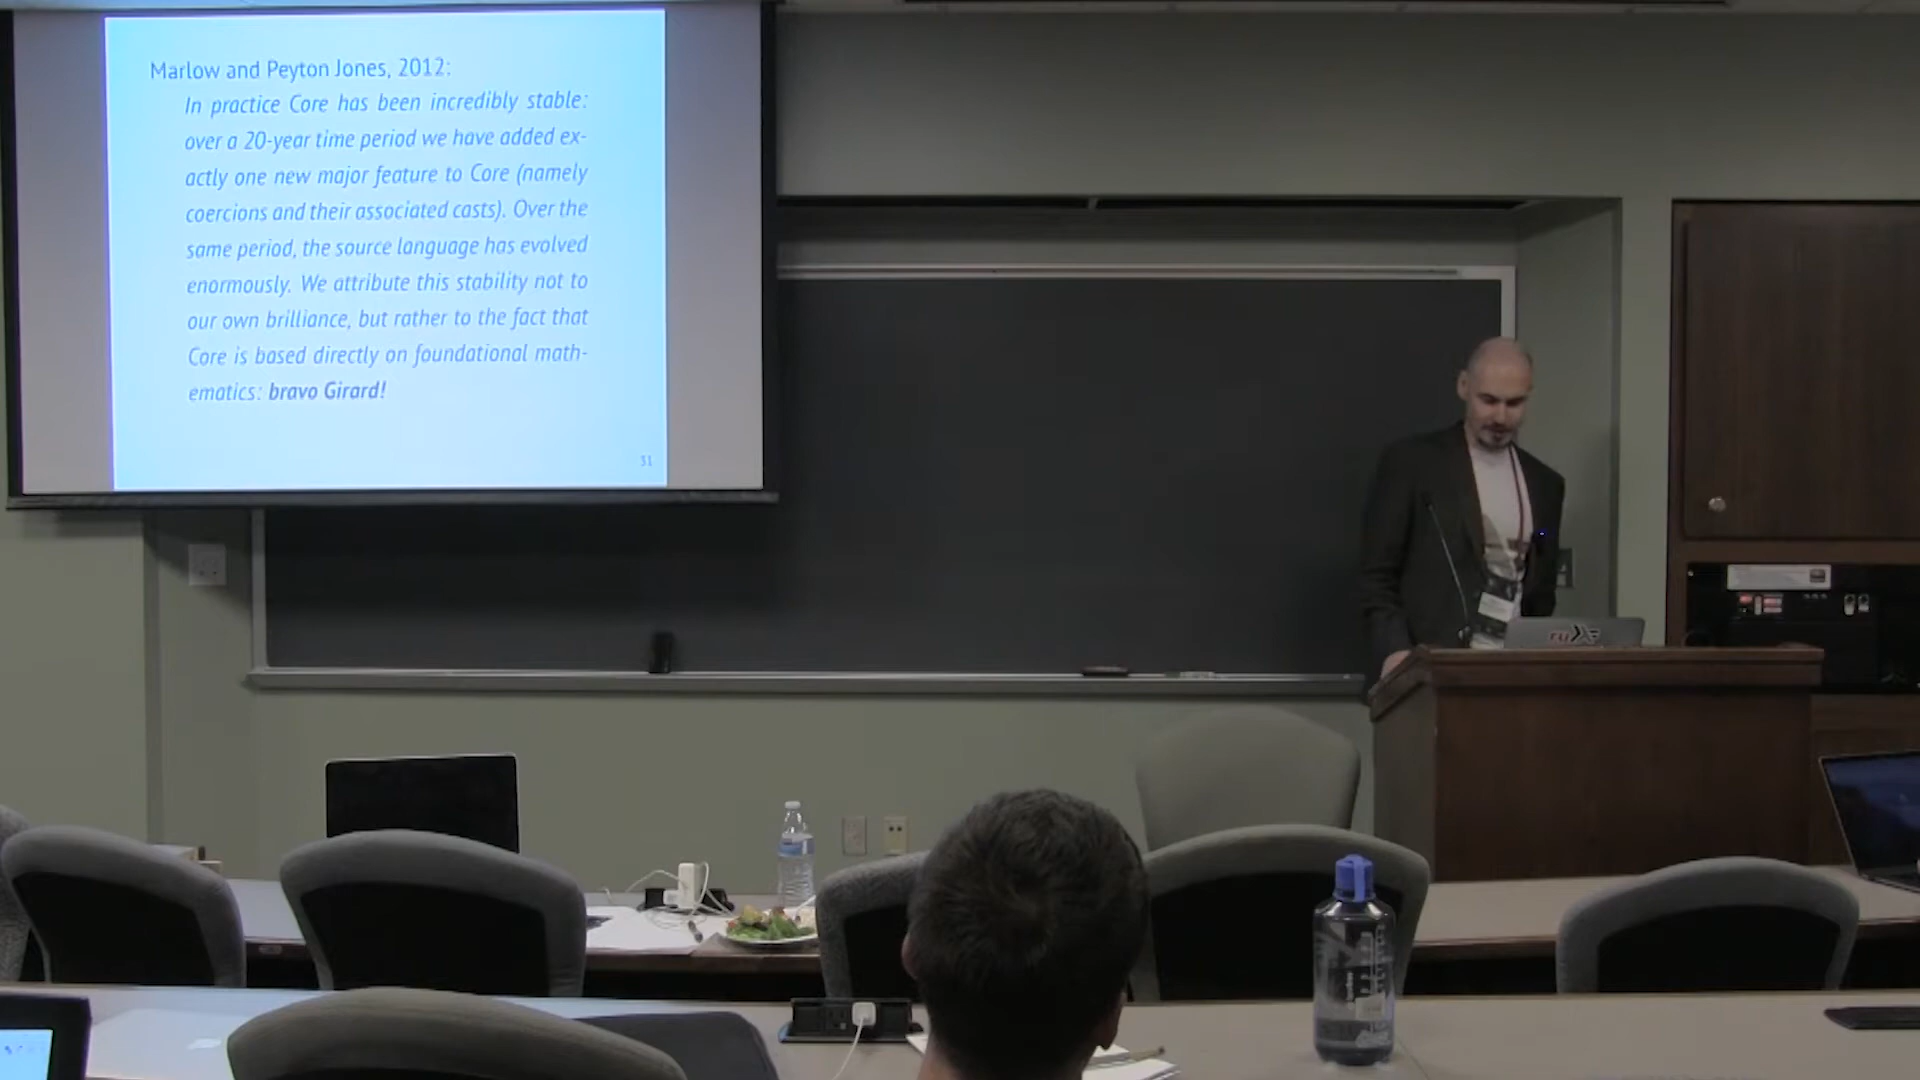 Marlow and Peyton Jones, 2012:
In practice Core has been incredibly stable:
over a 20-year time period we have added ex-
actly one new major feature to Core (namely
coercions and their associated casts). Over the
same period, the source language has evolved
enormously. We attribute this stability not to
our own brilliance, but rather to the fact that
Core is based directly on foundational math-
ematics: bravo Girard!
31